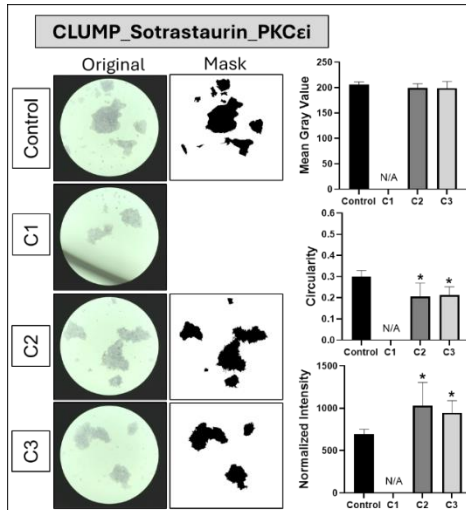 CLUMP_Sotrastaurin_PKCεi
Original Mask
Control
C1
C2
C3
Mean Gray Value
250
200
150
100
50
0
N/A
Control C1 C2 C3
Circularity
0.6
0.5
0.4
0.3
0.2
0.1
0.0
* *
N/A
Control C1 C2 C3
Normalized Intensity
1500
1000
500
0
* *
N/A
Control C1 C2 C3